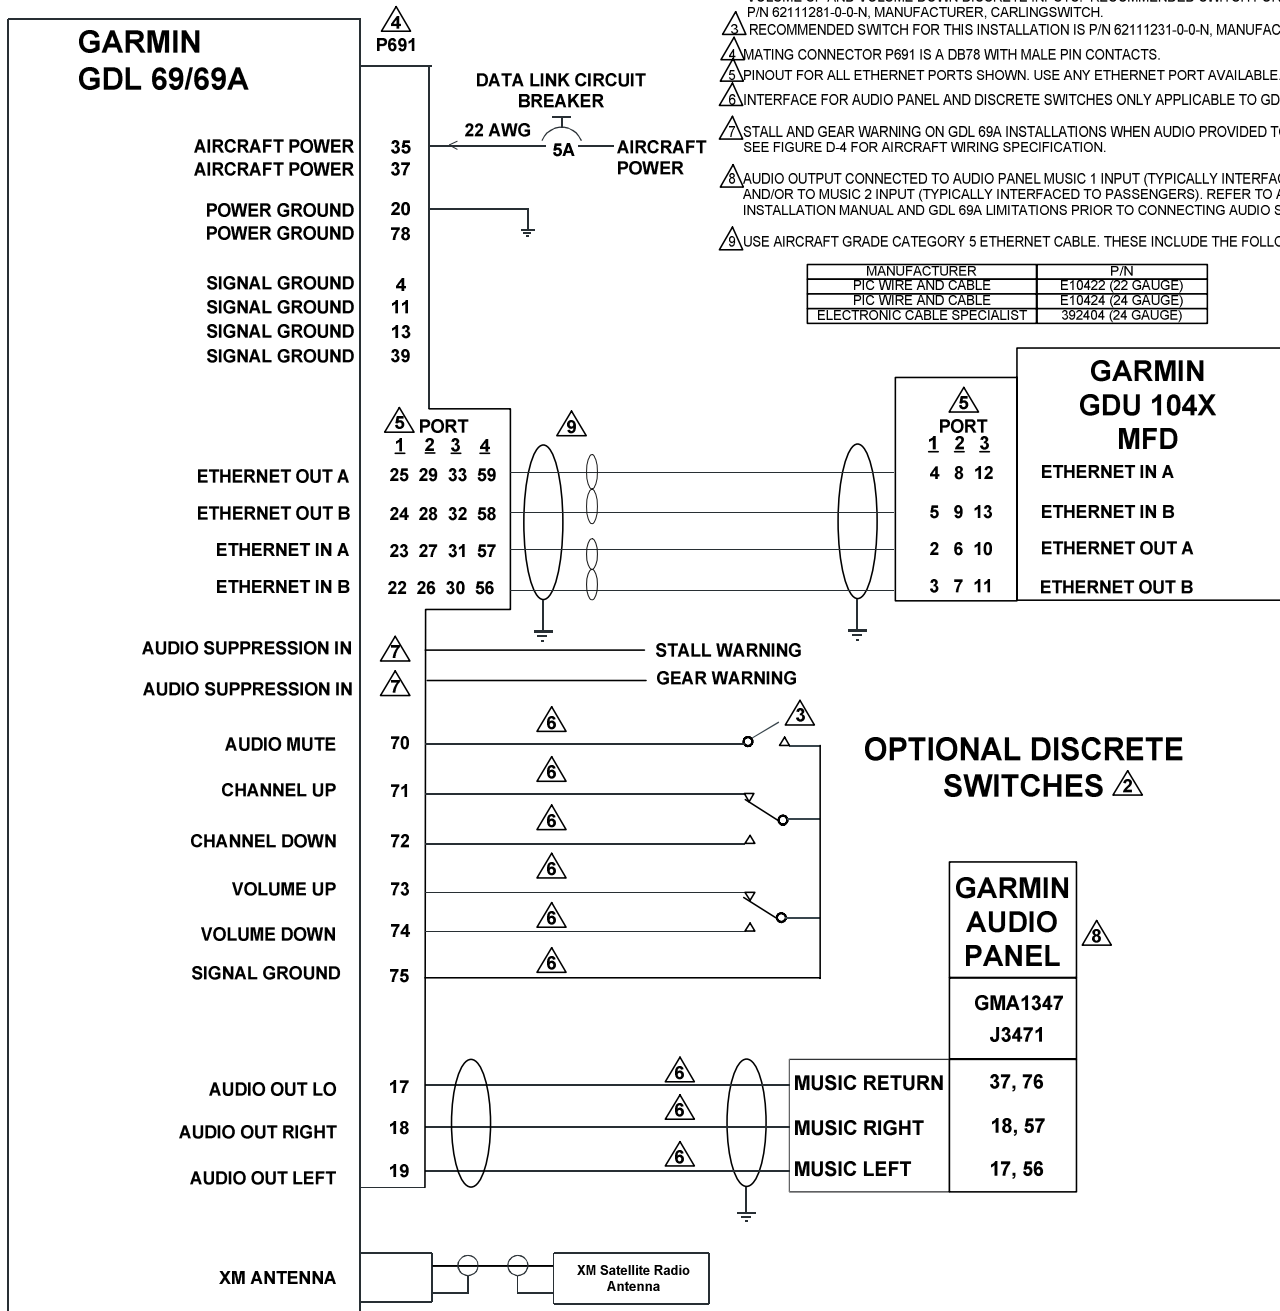 VOLUME UP AND VOLUME DOWN DISCRETE INPUTS. RECOMMENDED SWITCH FOR
P/N 62111281-0-0-N, MANUFACTURER, CARLINGSWITCH.
3 RECOMMENDED SWITCH FOR THIS INSTALLATION IS P/N 62111231-0-0-N, MANUFAC
4 MATING CONNECTOR P691 IS A DB78 WITH MALE PIN CONTACTS.
5 PINOUT FOR ALL ETHERNET PORTS SHOWN. USE ANY ETHERNET PORT AVAILABLE.
6 INTERFACE FOR AUDIO PANEL AND DISCRETE SWITCHES ONLY APPLICABLE TO GD
7 STALL AND GEAR WARNING ON GDL 69A INSTALLATIONS WHEN AUDIO PROVIDED TO
SEE FIGURE D-4 FOR AIRCRAFT WIRING SPECIFICATION.
8 AUDIO OUTPUT CONNECTED TO AUDIO PANEL MUSIC 1 INPUT (TYPICALLY INTERFAC
AND/OR TO MUSIC 2 INPUT (TYPICALLY INTERFACED TO PASSENGERS). REFER TO A
INSTALLATION MANUAL AND GDL 69A LIMITATIONS PRIOR TO CONNECTING AUDIO S
9 USE AIRCRAFT GRADE CATEGORY 5 ETHERNET CABLE. THESE INCLUDE THE FOLLO
MANUFACTURER P/N
PIC WIRE AND CABLE E10422 (22 GAUGE)
PIC WIRE AND CABLE E10424 (24 GAUGE)
ELECTRONIC CABLE SPECIALIST 392404 (24 GAUGE)
GARMIN
GDL 69/69A
4
P691
DATA LINK CIRCUIT
BREAKER
22 AWG
5A
AIRCRAFT
POWER
AIRCRAFT POWER 35
AIRCRAFT POWER 37
POWER GROUND 20
POWER GROUND 78
SIGNAL GROUND 4
SIGNAL GROUND 11
SIGNAL GROUND 13
SIGNAL GROUND 39
5 PORT
1 2 3 4
9
ETHERNET OUT A 25 29 33 59
ETHERNET OUT B 24 28 32 58
ETHERNET IN A 23 27 31 57
ETHERNET IN B 22 26 30 56
GARMIN
GDU 104X
MFD
5
PORT
1 2 3
4 8 12 ETHERNET IN A
5 9 13 ETHERNET IN B
2 6 10 ETHERNET OUT A
3 7 11 ETHERNET OUT B
AUDIO SUPPRESSION IN 7 STALL WARNING
AUDIO SUPPRESSION IN 7 GEAR WARNING
AUDIO MUTE 70 6 3
CHANNEL UP 71 6
CHANNEL DOWN 72 6
VOLUME UP 73 6
VOLUME DOWN 74 6
SIGNAL GROUND 75 6
OPTIONAL DISCRETE
SWITCHES 2
GARMIN
AUDIO
PANEL
8
GMA1347
J3471
AUDIO OUT LO 17 6 MUSIC RETURN 37, 76
AUDIO OUT RIGHT 18 6 MUSIC RIGHT 18, 57
AUDIO OUT LEFT 19 6 MUSIC LEFT 17, 56
XM ANTENNA
XM Satellite Radio
Antenna